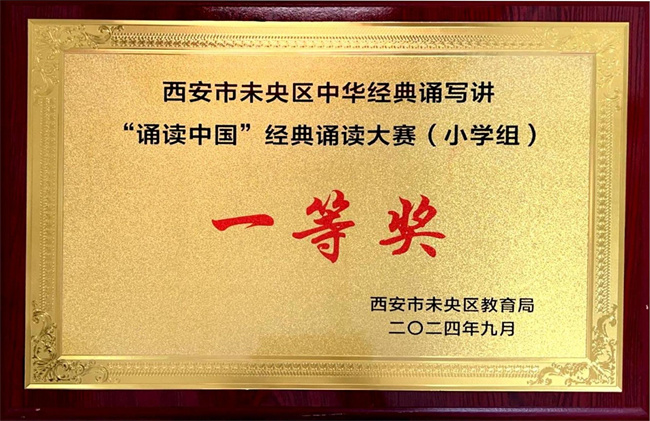 西安市未央区中华经典诵写讲
“诵读中国”经典诵读大赛（小学组）
一等奖
西安市未央区教育局
二〇二四年九月